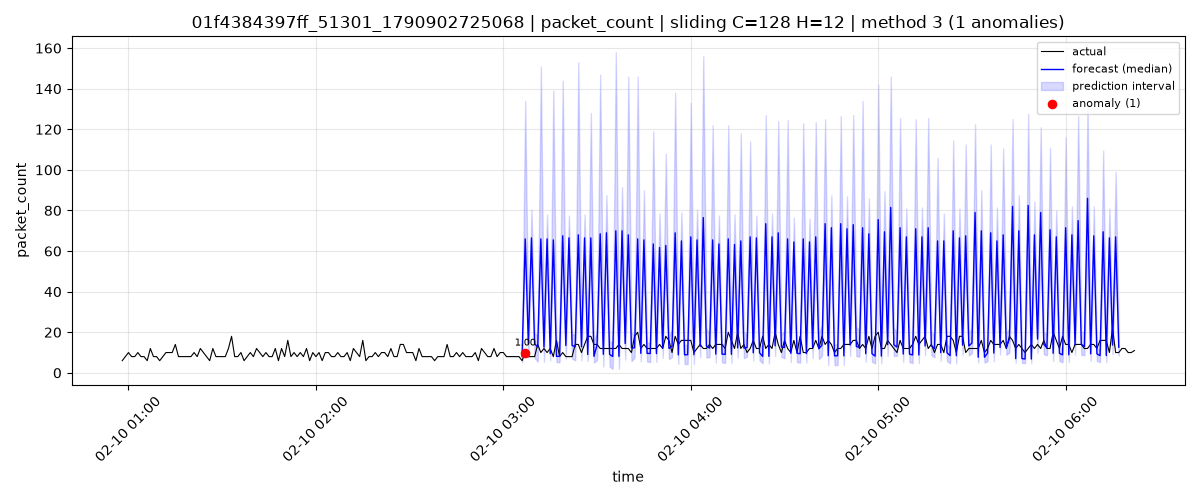 01f4384397ff_51301_1790902725068 | packet_count | sliding C=128 H=12 | method 3 (1 anomalies)
actual
forecast (median)
prediction interval
anomaly (1)
packet_count
160
140
120
100
80
60
40
20
0
1.00
02-10 01:00
02-10 02:00
02-10 03:00
02-10 04:00
02-10 05:00
02-10 06:00
time